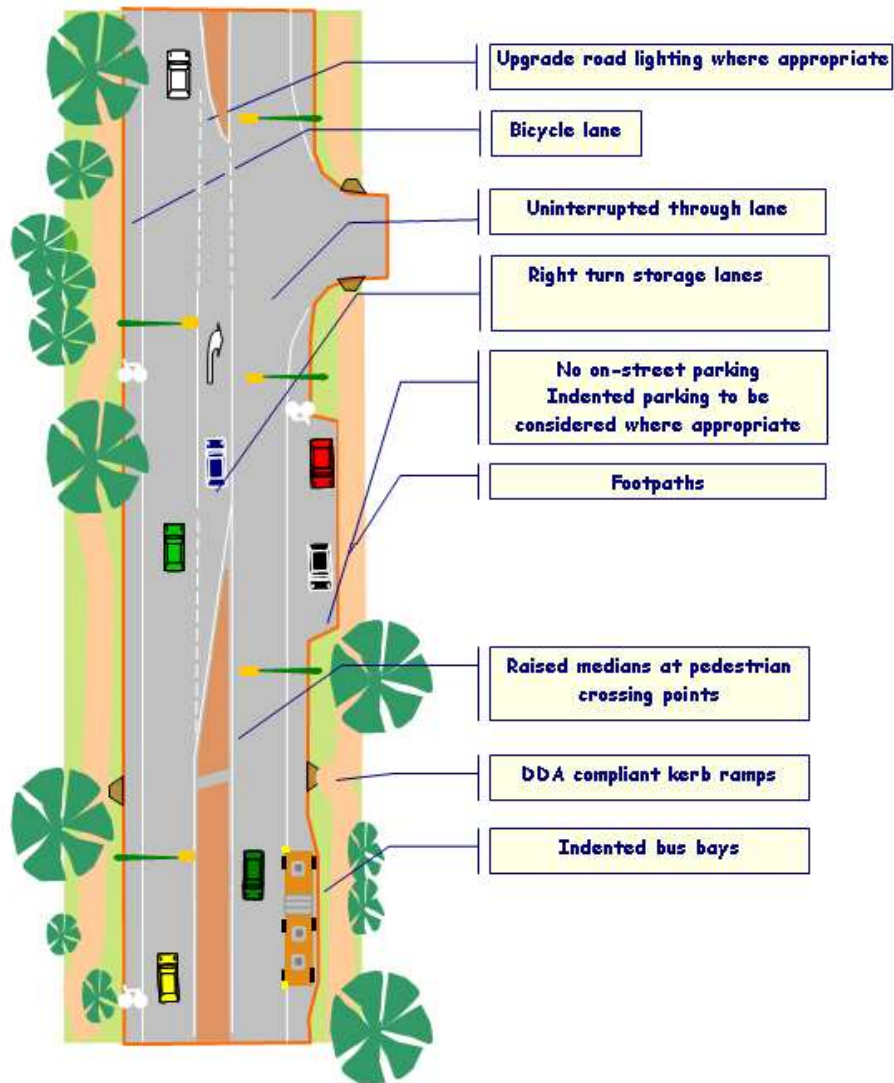 Upgrade road lighting where appropriate
Bicycle lane
Uninterrupted through lane
Right turn storage lanes
No on-street parking
Indented parking to be
considered where appropriate
Footpaths
Raised medians at pedestrian
crossing points
DDA compliant kerb ramps
Indented bus bays